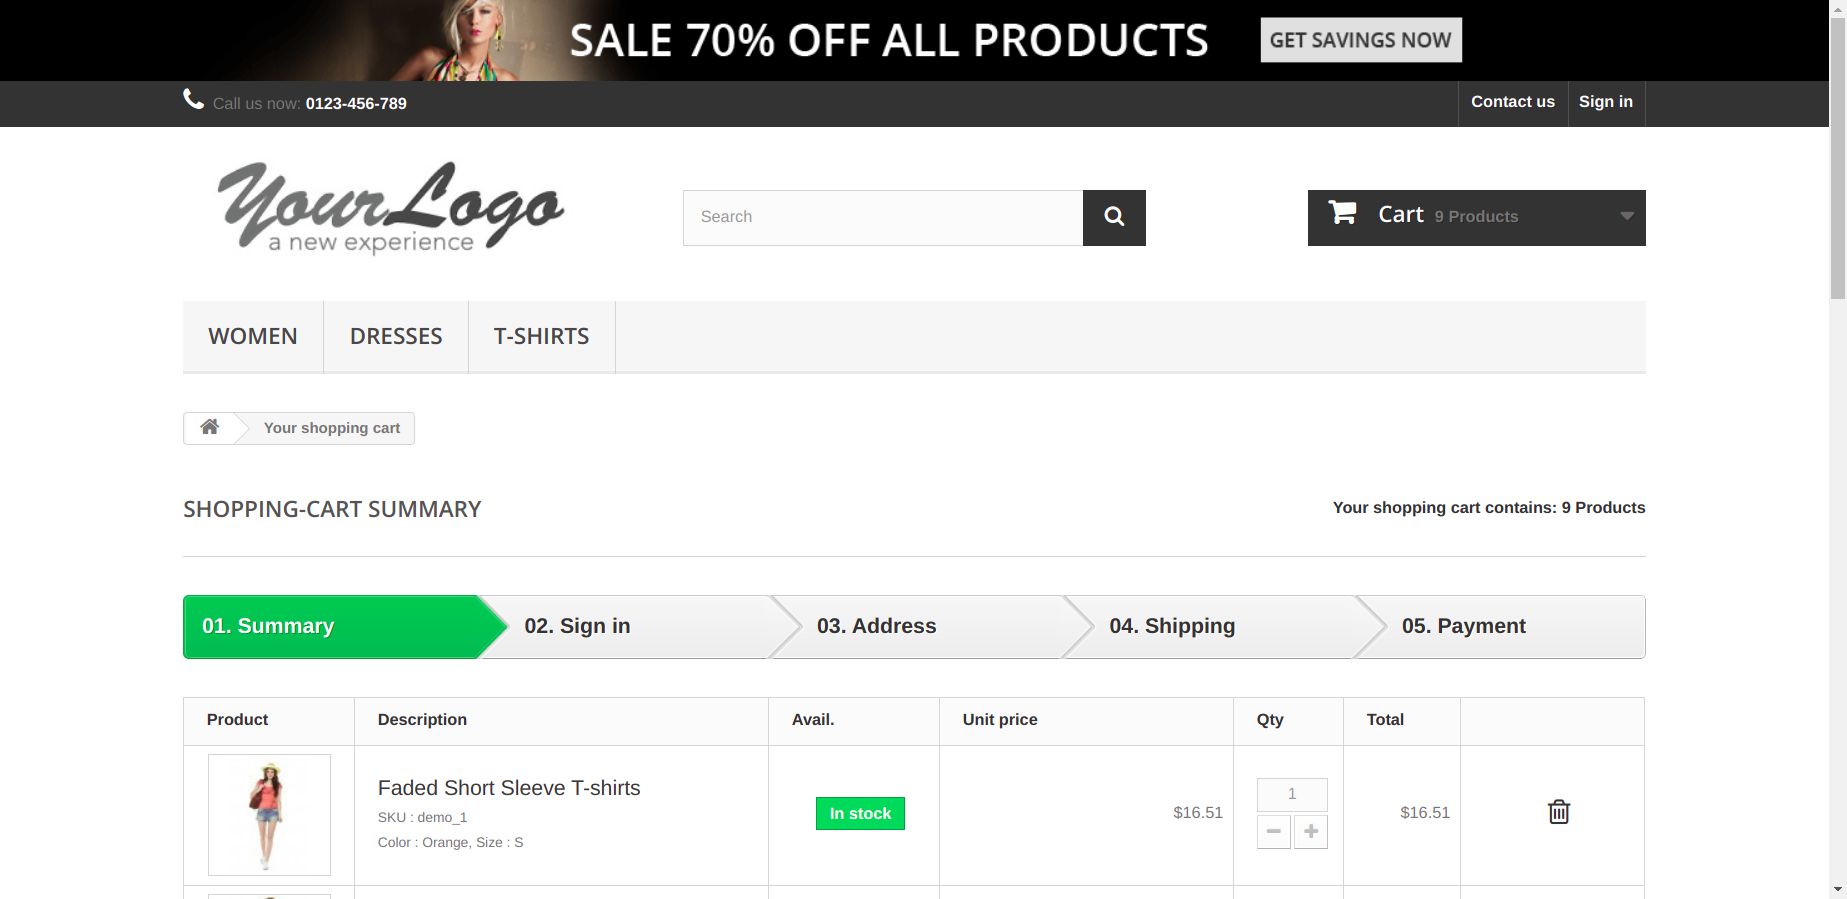 SALE 70% OFF ALL PRODUCTS
GET SAVINGS NOW
Call us now: 0123-456-789
Contact us
Sign in
Your Logo
a new experience
Search
Cart 9 Products
WOMEN
DRESSES
T-SHIRTS
Your shopping cart
SHOPPING-CART SUMMARY
Your shopping cart contains: 9 Products
01. Summary
02. Sign in
03. Address
04. Shipping
05. Payment
Product
Description
Avail.
Unit price
Qty
Total
Faded Short Sleeve T-shirts
SKU : demo_1
Color : Orange, Size : S
In stock
$16.51
1
$16.51